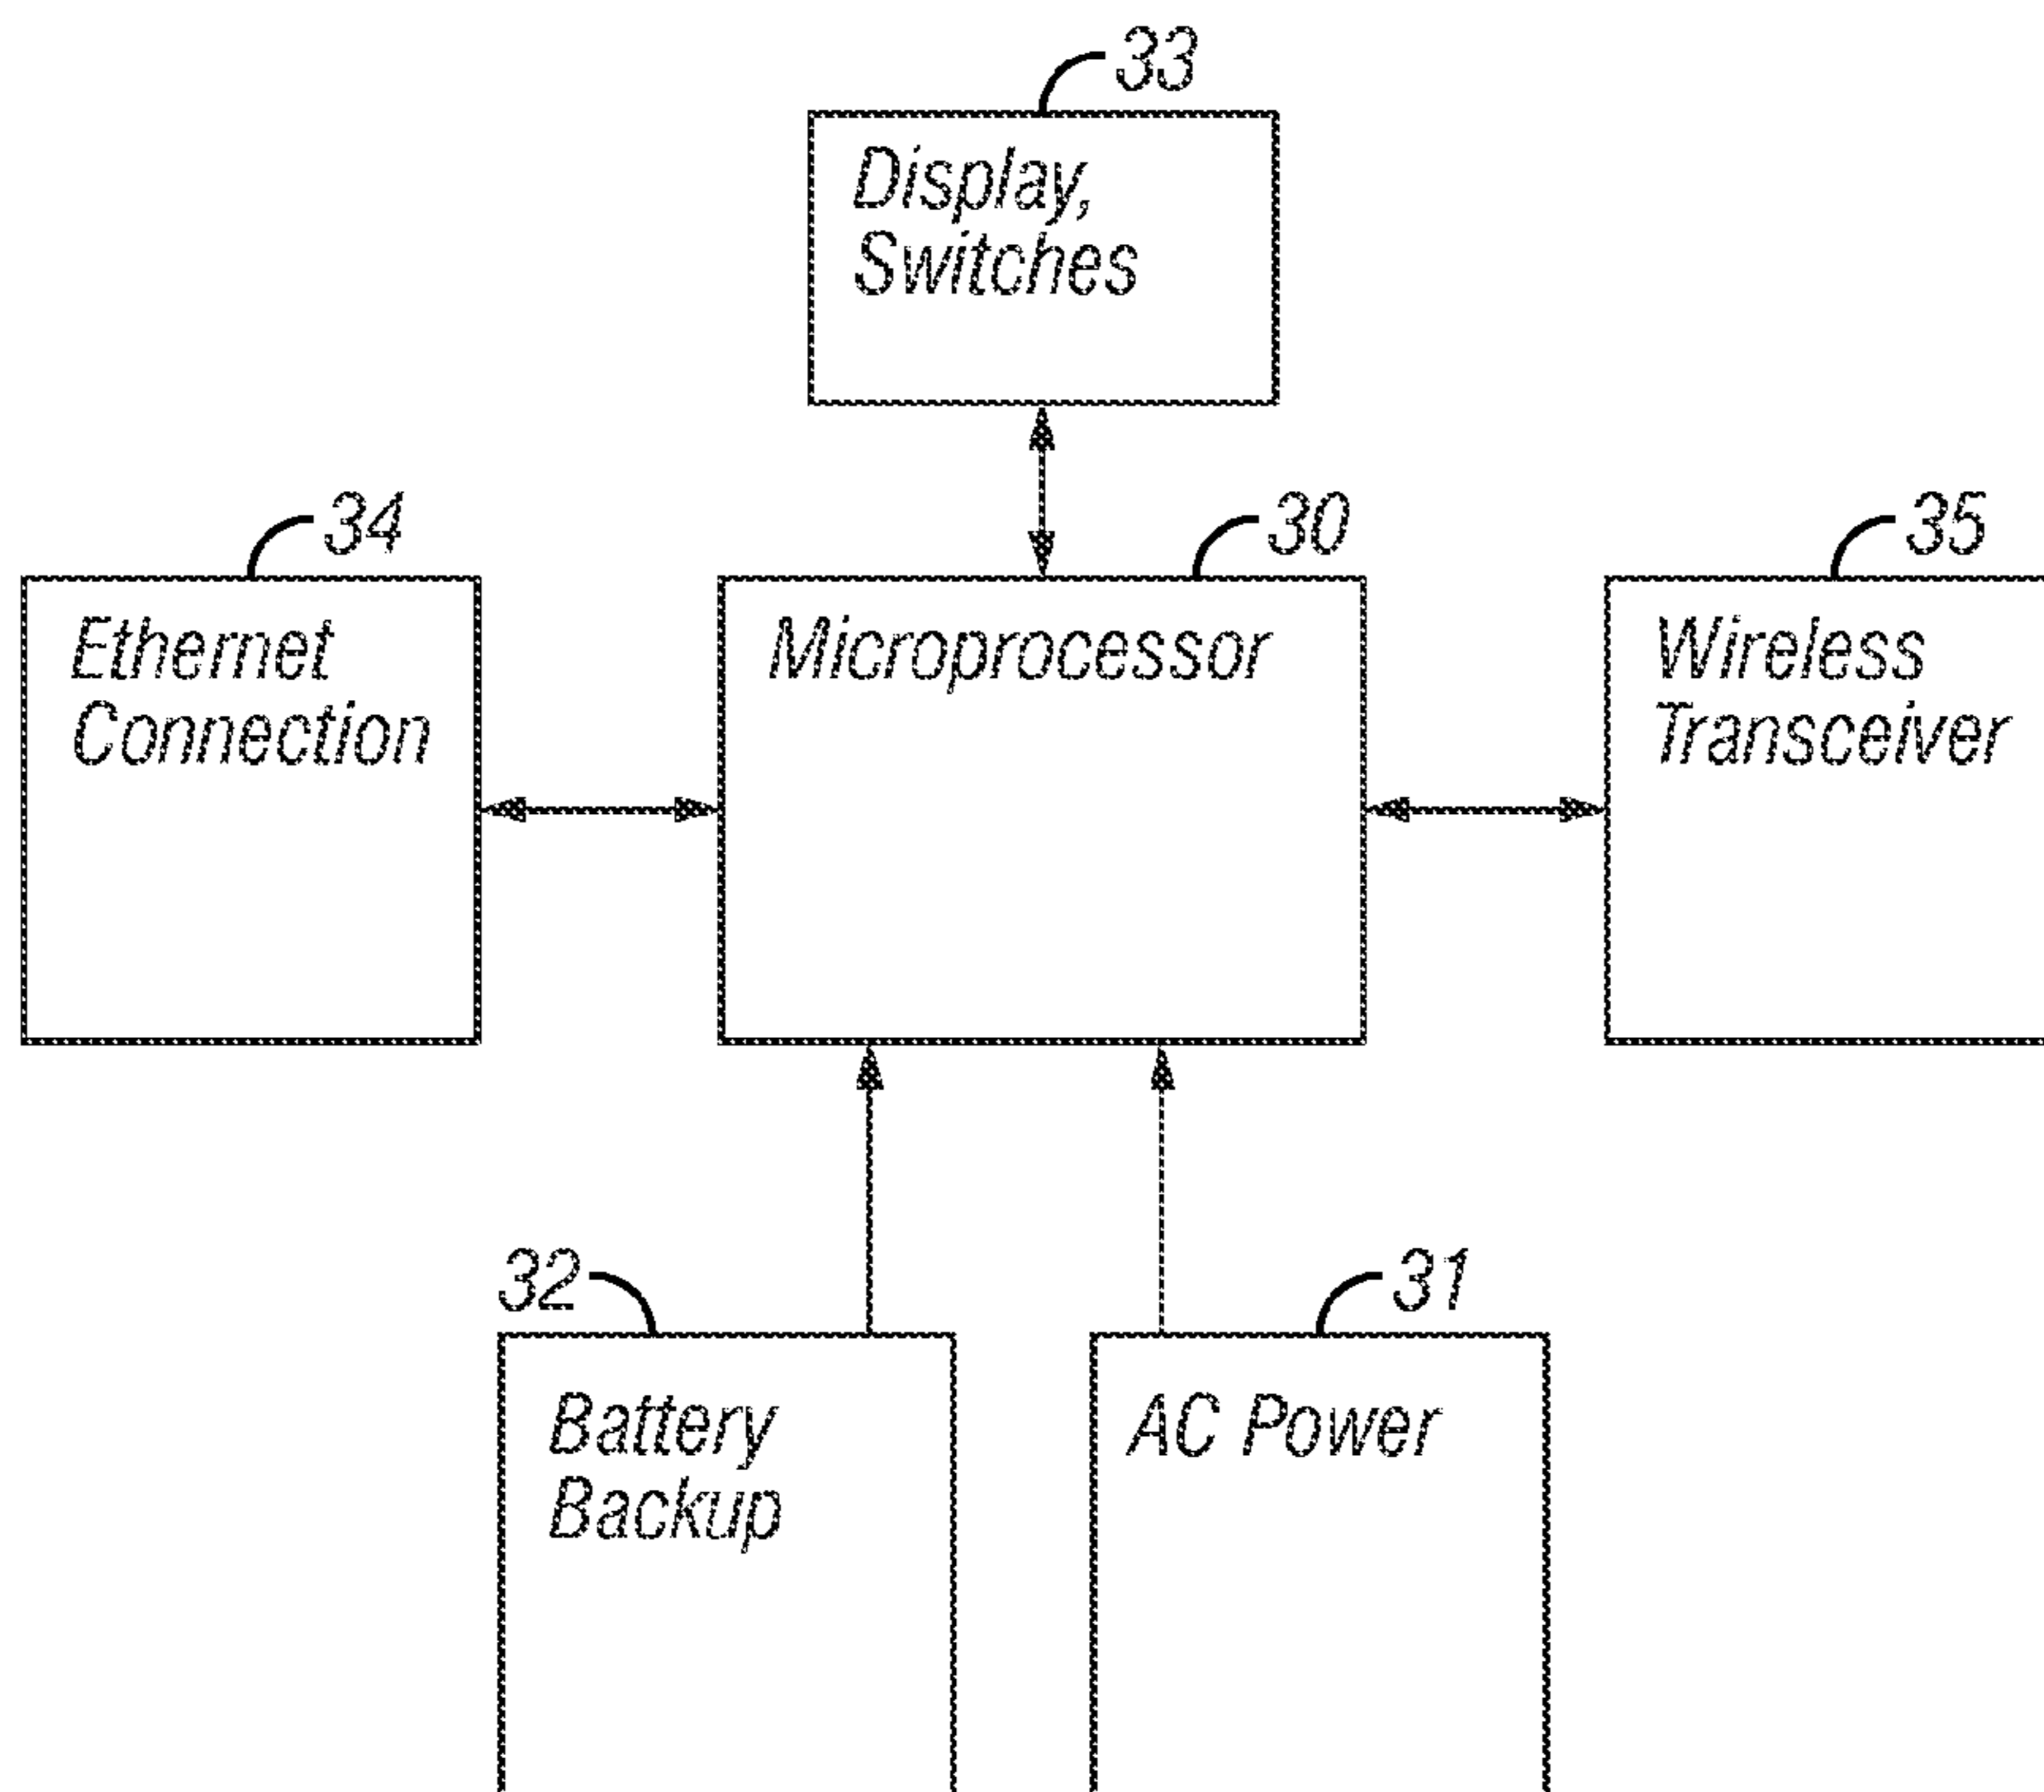 33
Display,
Switches
34
30
35
Ethernet
Connection
Microprocessor
Wireless
Transceiver
32
31
Battery
Backup
AC Power